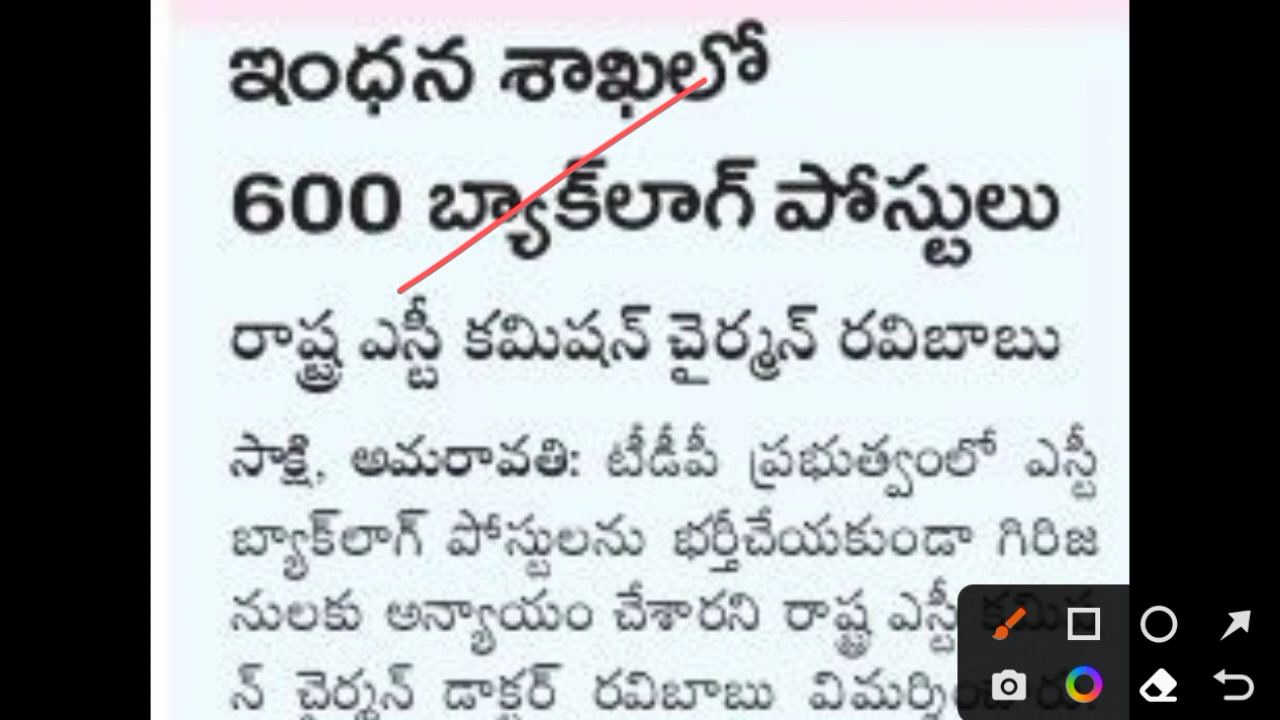 ఇంధన శాఖలో
600 బ్యాక్‌లాగ్ పోస్టులు
రాష్ట్ర ఎస్టీ కమిషన్ చైర్మన్ రవిబాబు
సాక్షి, అమరావతి: టీడీపీ ప్రభుత్వంలో ఎస్టీ
బ్యాక్‌లాగ్ పోస్టులను భర్తీచేయకుండా గిరిజ
నులకు అన్యాయం చేశారని రాష్ట్ర ఎస్టీ
న్ చైర్మన్ డాక్టర్ రవిబాబు